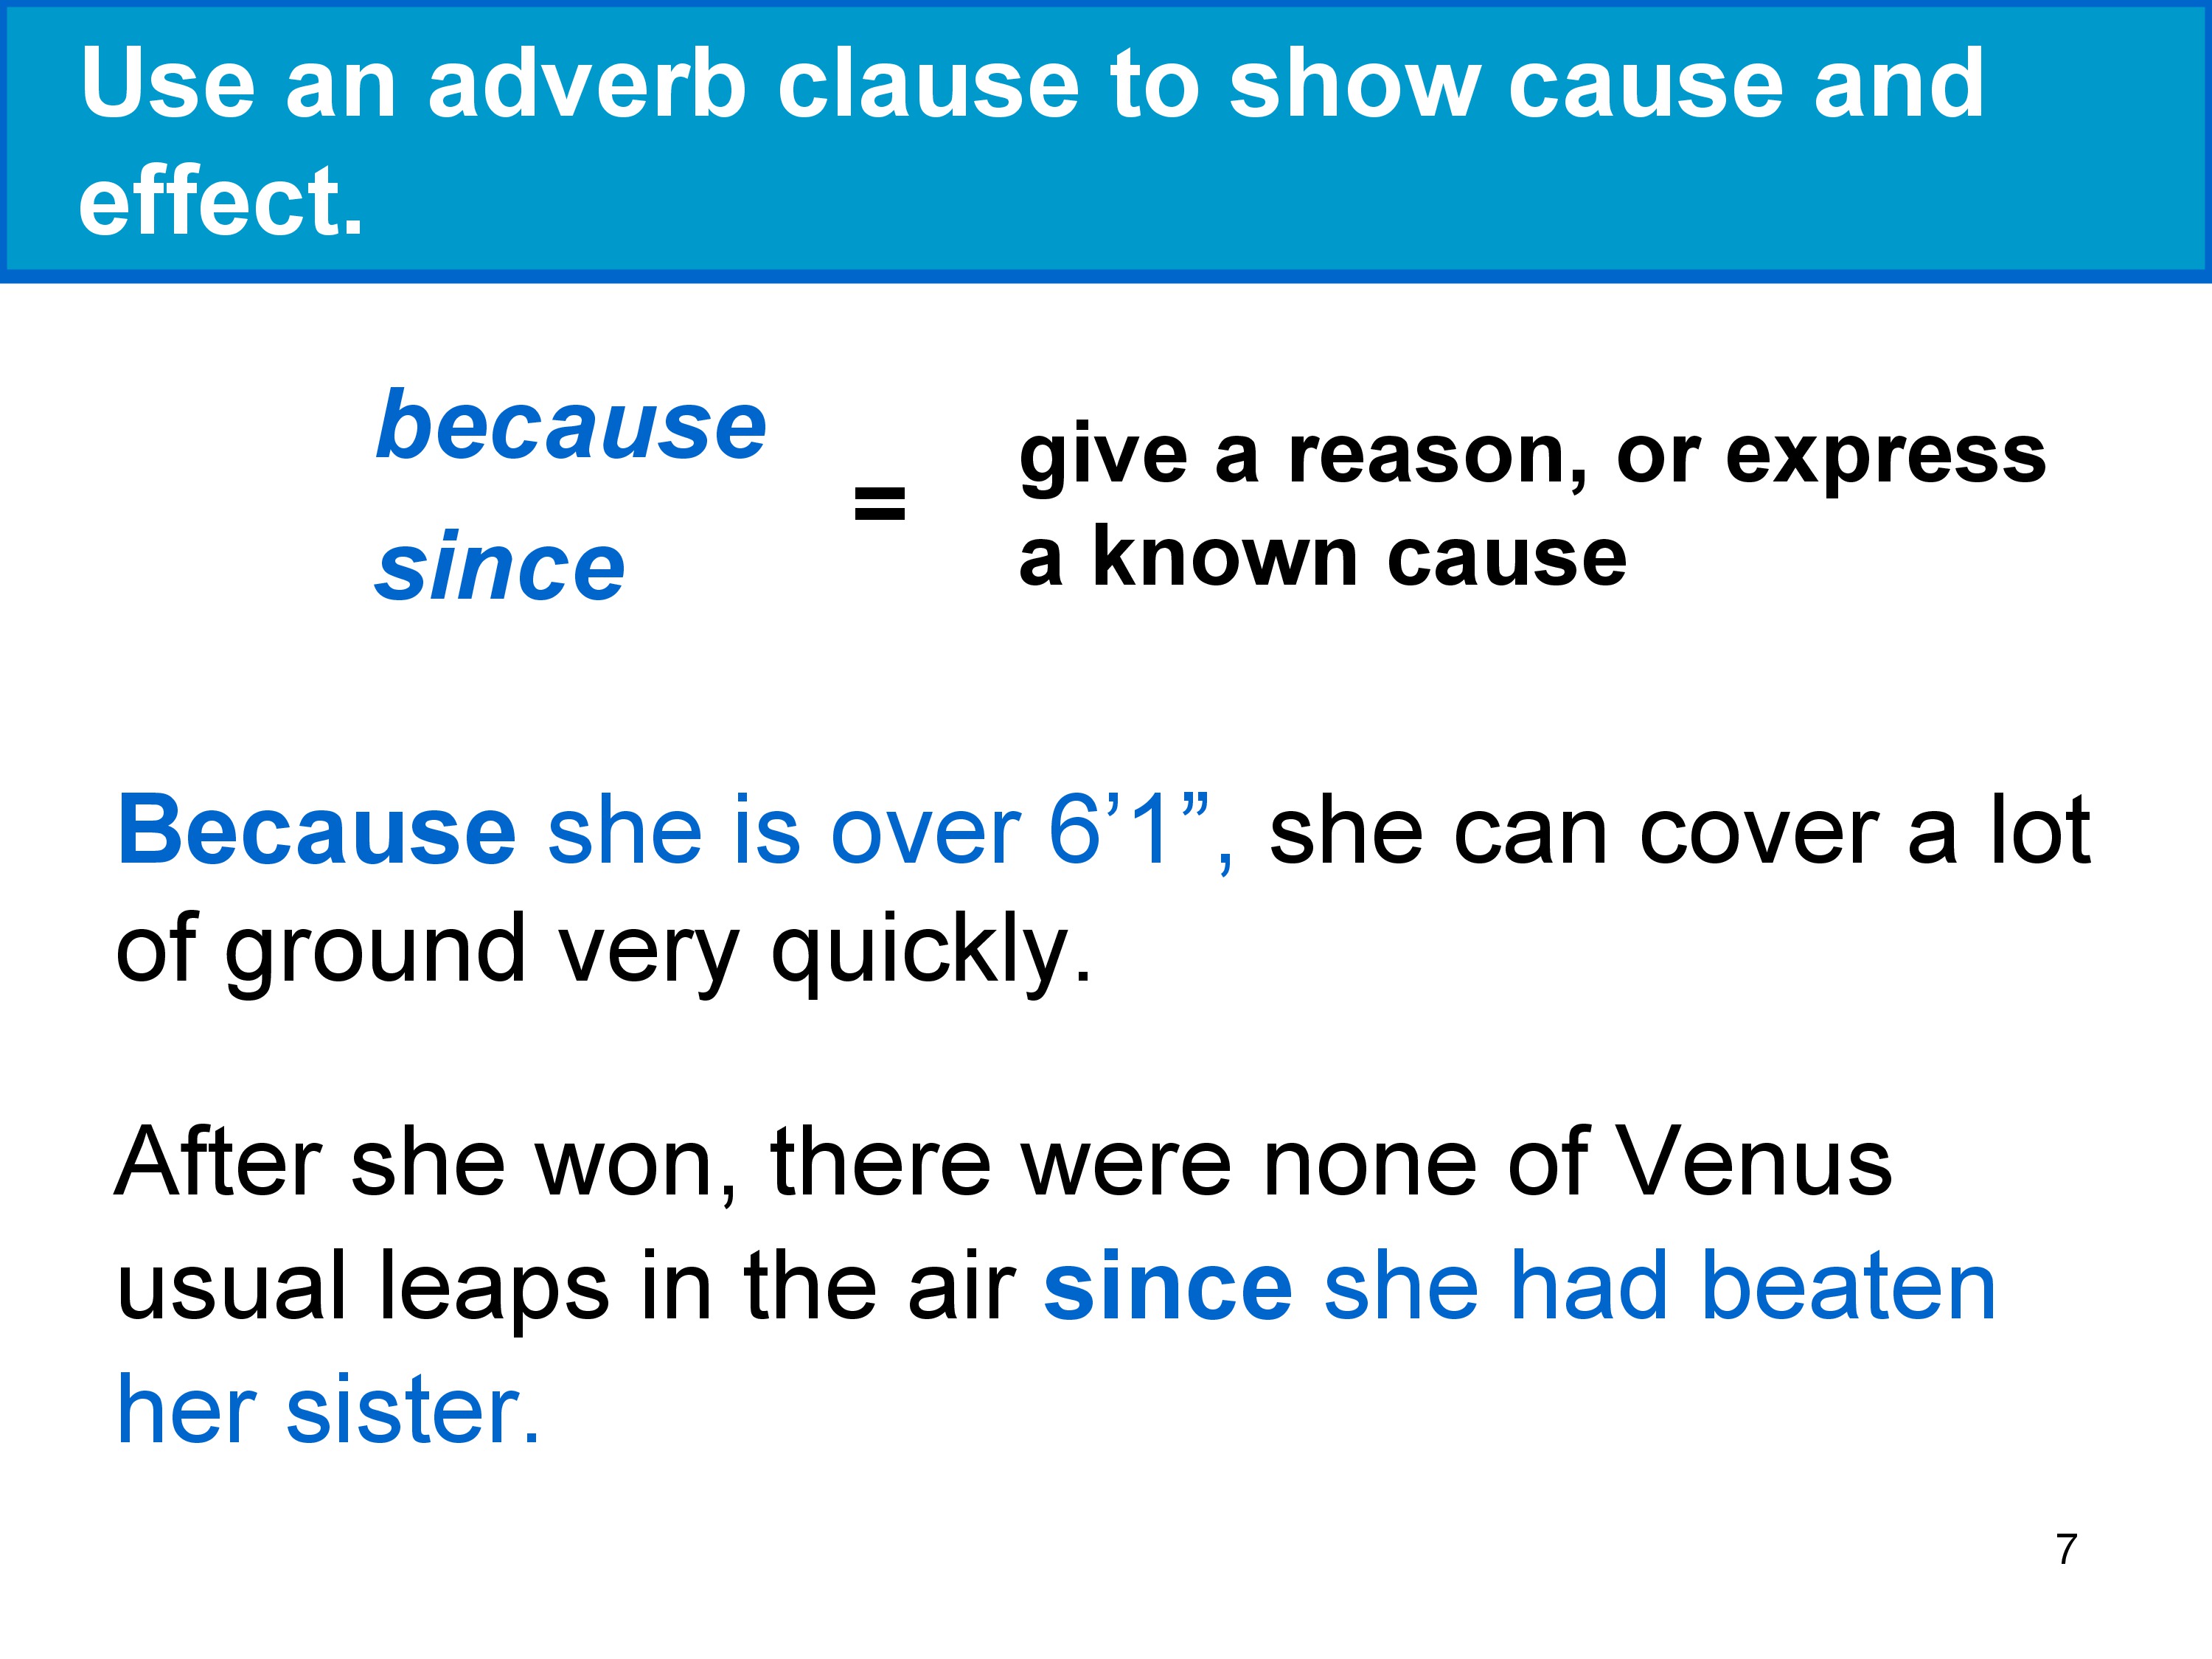 Use an adverb clause to show cause and
effect.
because
since
=
give a reason, or express
a known cause
Because she is over 6’1”, she can cover a lot
of ground very quickly.
After she won, there were none of Venus
usual leaps in the air since she had beaten
her sister.
7